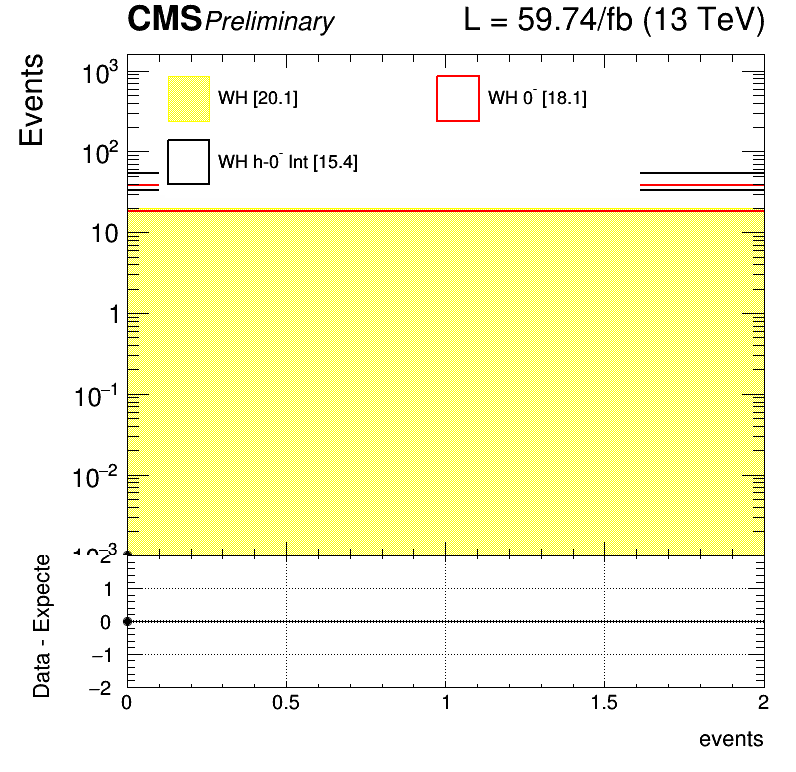 CMS Preliminary L = 59.74/fb (13 TeV)
Events
10³
WH [20.1]
WH 0⁻ [18.1]
10²
WH h-0⁻ Int [15.4]
10
1
10⁻¹
10⁻²
10⁻³
Data - Expecte
2
1
0
−1
−2
0 0.5 1 1.5 2
events